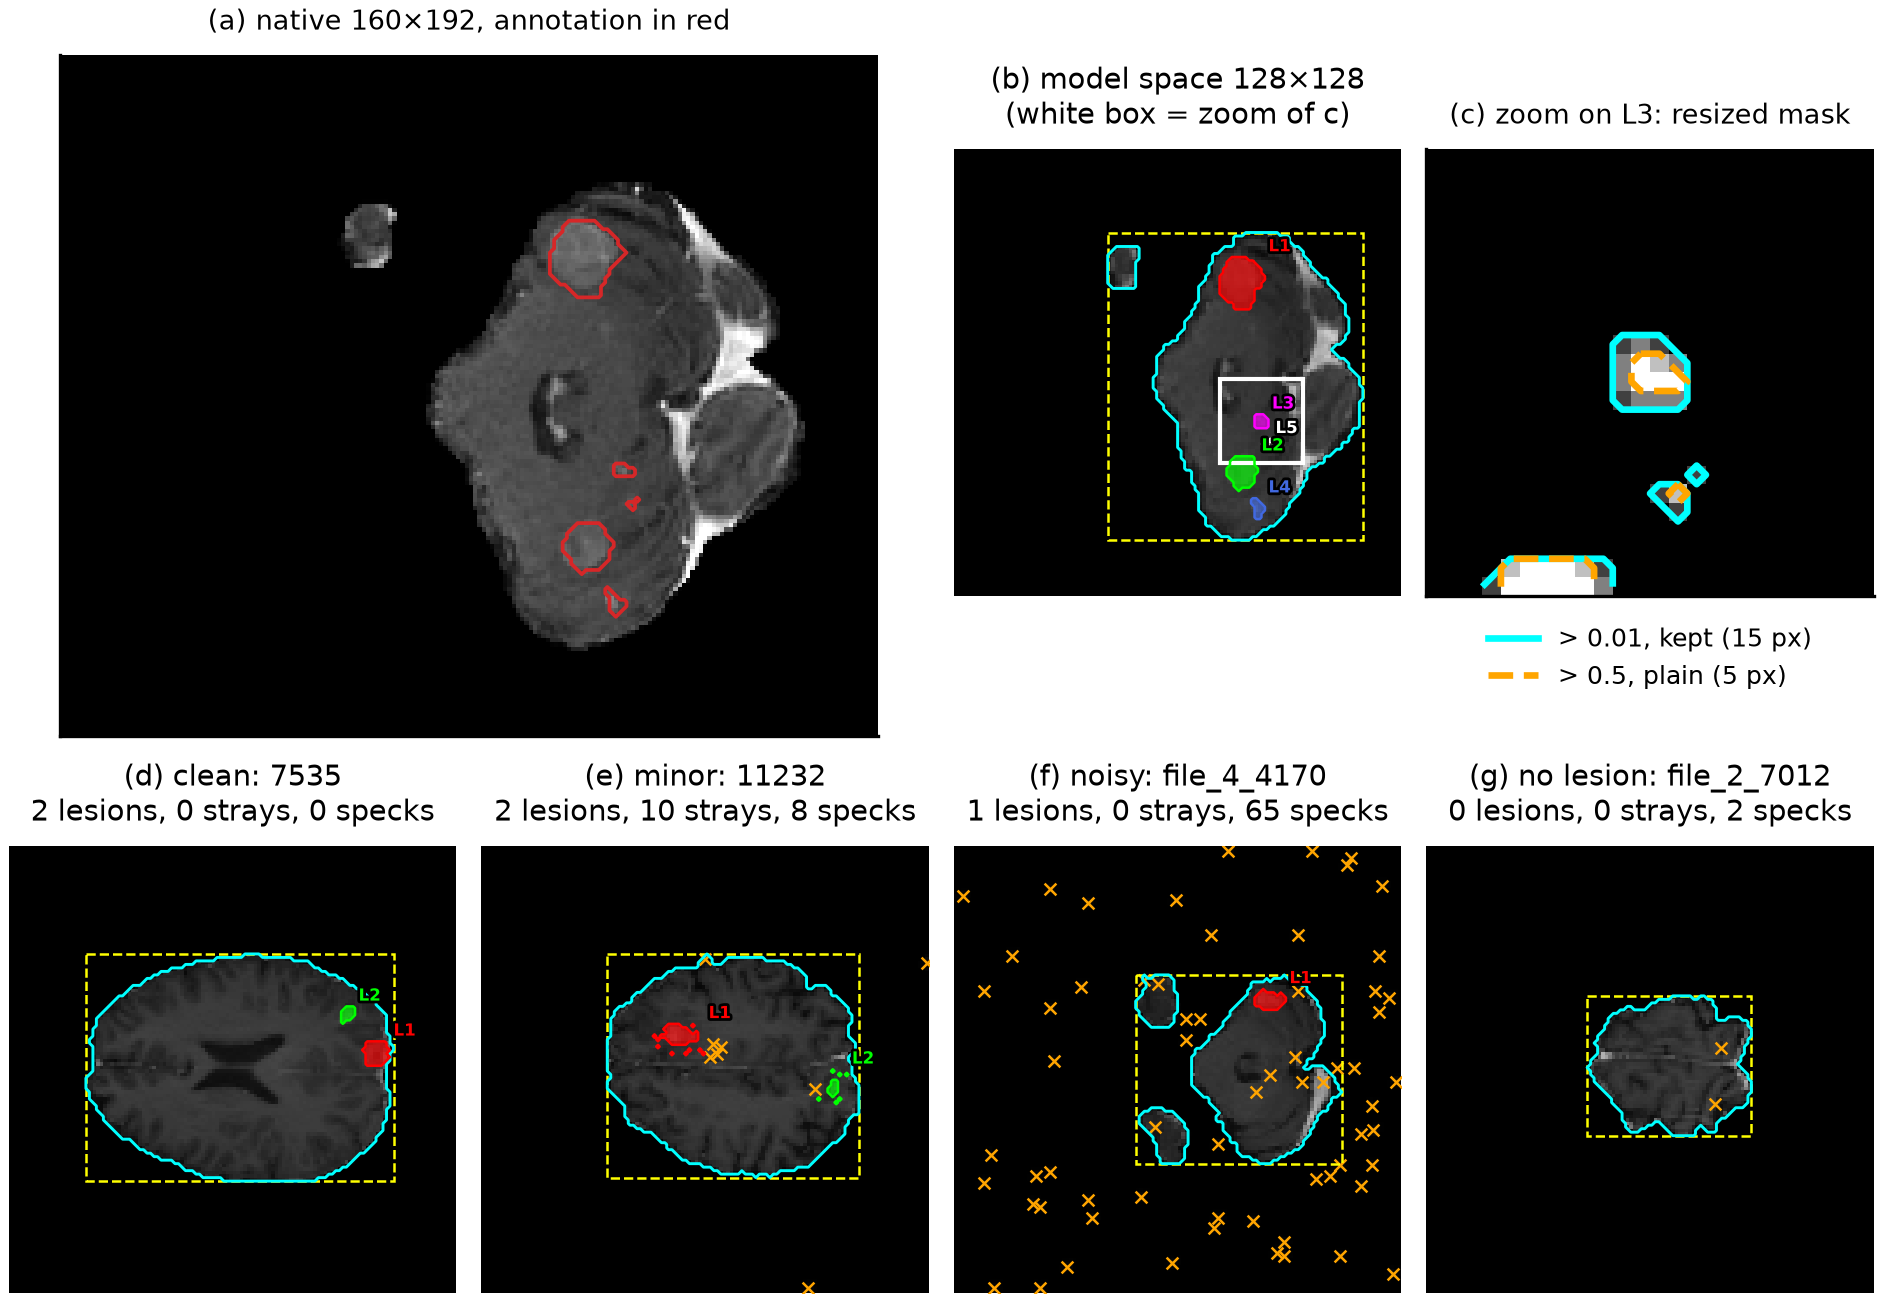 (a) native 160×192, annotation in red
(b) model space 128×128
(white box = zoom of c)
(c) zoom on L3: resized mask
L1
L3
L5
L2
L4
> 0.01, kept (15 px)
> 0.5, plain (5 px)
(d) clean: 7535
2 lesions, 0 strays, 0 specks
(e) minor: 11232
2 lesions, 10 strays, 8 specks
(f) noisy: file_4_4170
1 lesions, 0 strays, 65 specks
(g) no lesion: file_2_7012
0 lesions, 0 strays, 2 specks
L2
L1
L1
L2
L1